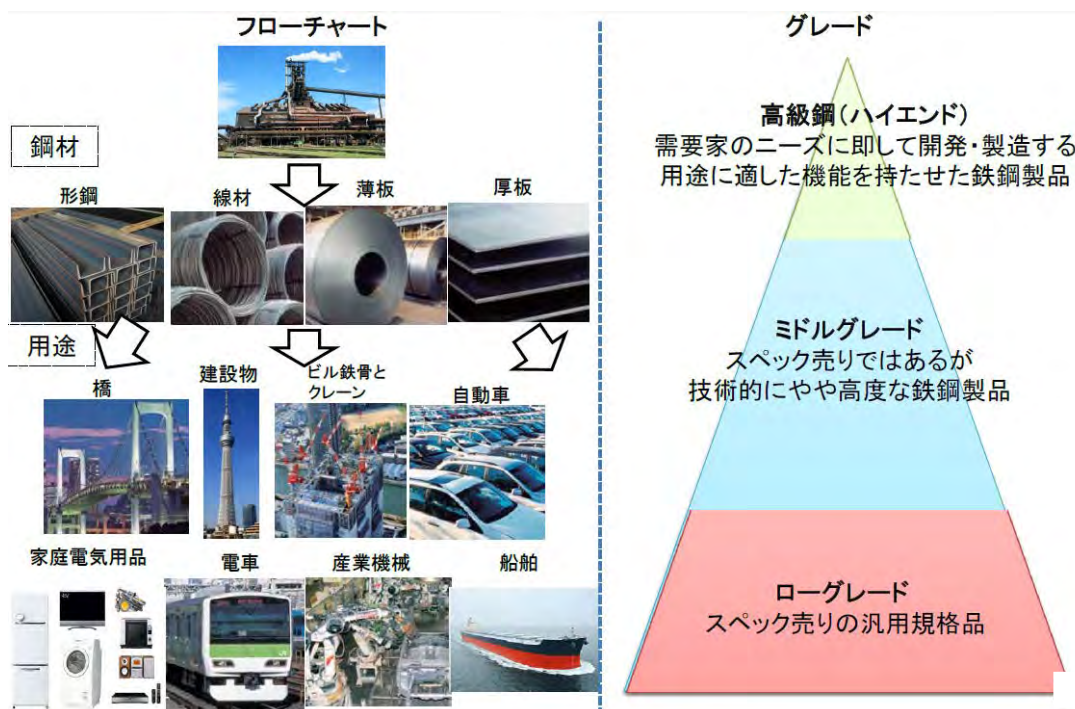 フローチャート
鋼材
形鋼
線材
薄板
厚板
用途
橋
建設物
ビル鉄骨と
クレーン
自動車
家庭電気用品
電車
産業機械
船舶
グレード
高級鋼（ハイエンド）
需要家のニーズに即して開発・製造する
用途に適した機能を持たせた鉄鋼製品
ミドルグレード
スペック売りではあるが
技術的にやや高度な鉄鋼製品
ローグレード
スペック売りの汎用規格品